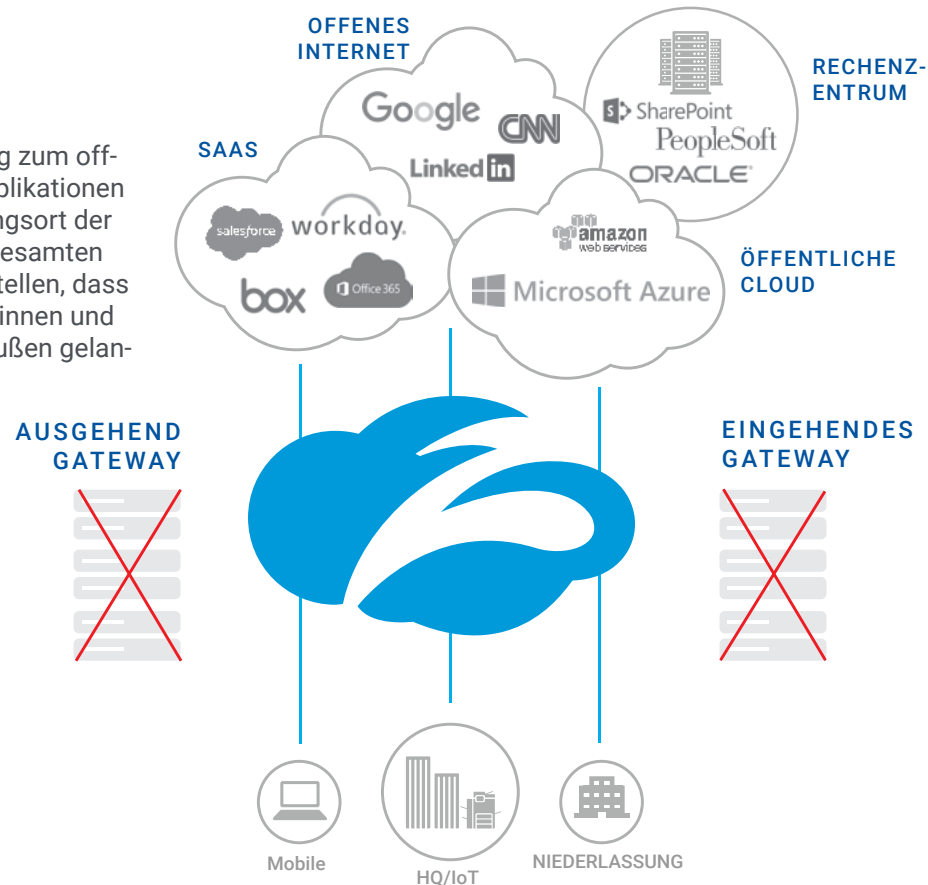 OFFENES
INTERNET
RECHENZ-
ENTRUM
Google
CNN
Linked in
SharePoint
PeopleSoft
ORACLE
SAAS
g zum off-
plikationen
ngsort der
esamten
tellen, dass
innen und
ußen gelan-
salesforce
workday.
box
Office 365
amazon
web services
Microsoft Azure
ÖFFENTLICHE
CLOUD
AUSGEHEND
GATEWAY
EINGEHENDES
GATEWAY
Mobile
HQ/IoT
NIEDERLASSUNG